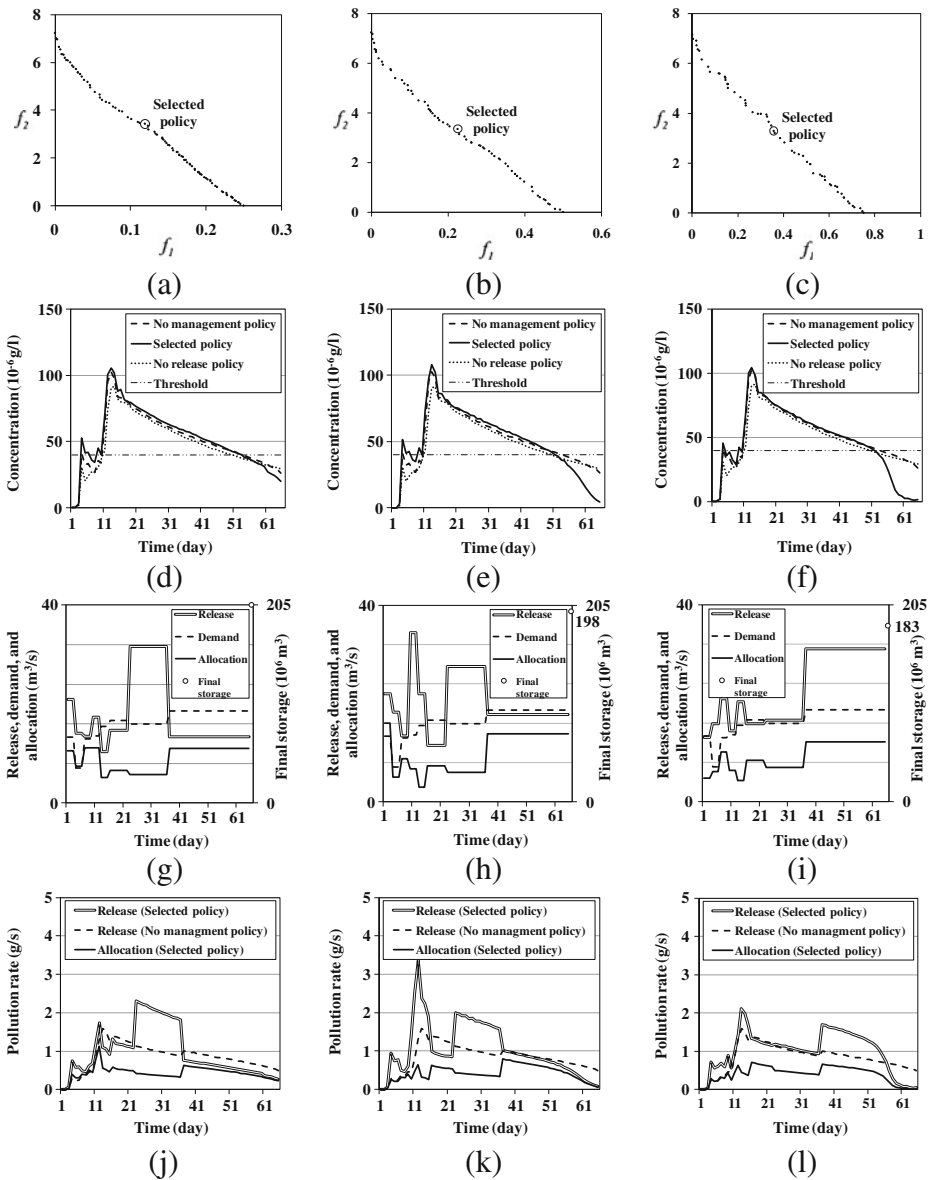 8
6
f2
4
2
0
Selected
policy
0 0.1 0.2 0.3
f1
(a)
8
6
f2
4
2
0
Selected
policy
0 0.2 0.4 0.6
f1
(b)
8
6
f2
4
2
0
Selected
policy
0 0.2 0.4 0.6 0.8 1
f1
(c)
Concentration (10-6 g/l)
150
100
50
0
No management policy
Selected policy
No release policy
Threshold
1 11 21 31 41 51 61
Time (day)
(d)
Concentration (10-6 g/l)
150
100
50
0
No management policy
Selected policy
No release policy
Threshold
1 11 21 31 41 51 61
Time (day)
(e)
Concentration (10-6 g/l)
150
100
50
0
No management policy
Selected policy
No release policy
Threshold
1 11 21 31 41 51 61
Time (day)
(f)
Release, demand, and
allocation (m3/s)
40
0
Release
Demand
Allocation
Final
storage
205
0
Final storage (106 m3)
1 11 21 31 41 51 61
Time (day)
(g)
Release, demand, and
allocation (m3/s)
40
0
Release
Demand
Allocation
Final
storage
205
198
0
Final storage (106 m3)
1 11 21 31 41 51 61
Time (day)
(h)
Release, demand, and
allocation (m3/s)
40
0
Release
Demand
Allocation
Final
storage
205
183
0
Final storage (106 m3)
1 11 21 31 41 51 61
Time (day)
(i)
Pollution rate (g/s)
5
4
3
2
1
0
Release (Selected policy)
Release (No managment policy)
Allocation (Selected policy)
1 11 21 31 41 51 61
Time (day)
(j)
Pollution rate (g/s)
5
4
3
2
1
0
Release (Selected policy)
Release (No managment policy)
Allocation (Selected policy)
1 11 21 31 41 51 61
Time (day)
(k)
Pollution rate (g/s)
5
4
3
2
1
0
Release (Selected policy)
Release (No managment policy)
Allocation (Selected policy)
1 11 21 31 41 51 61
Time (day)
(l)